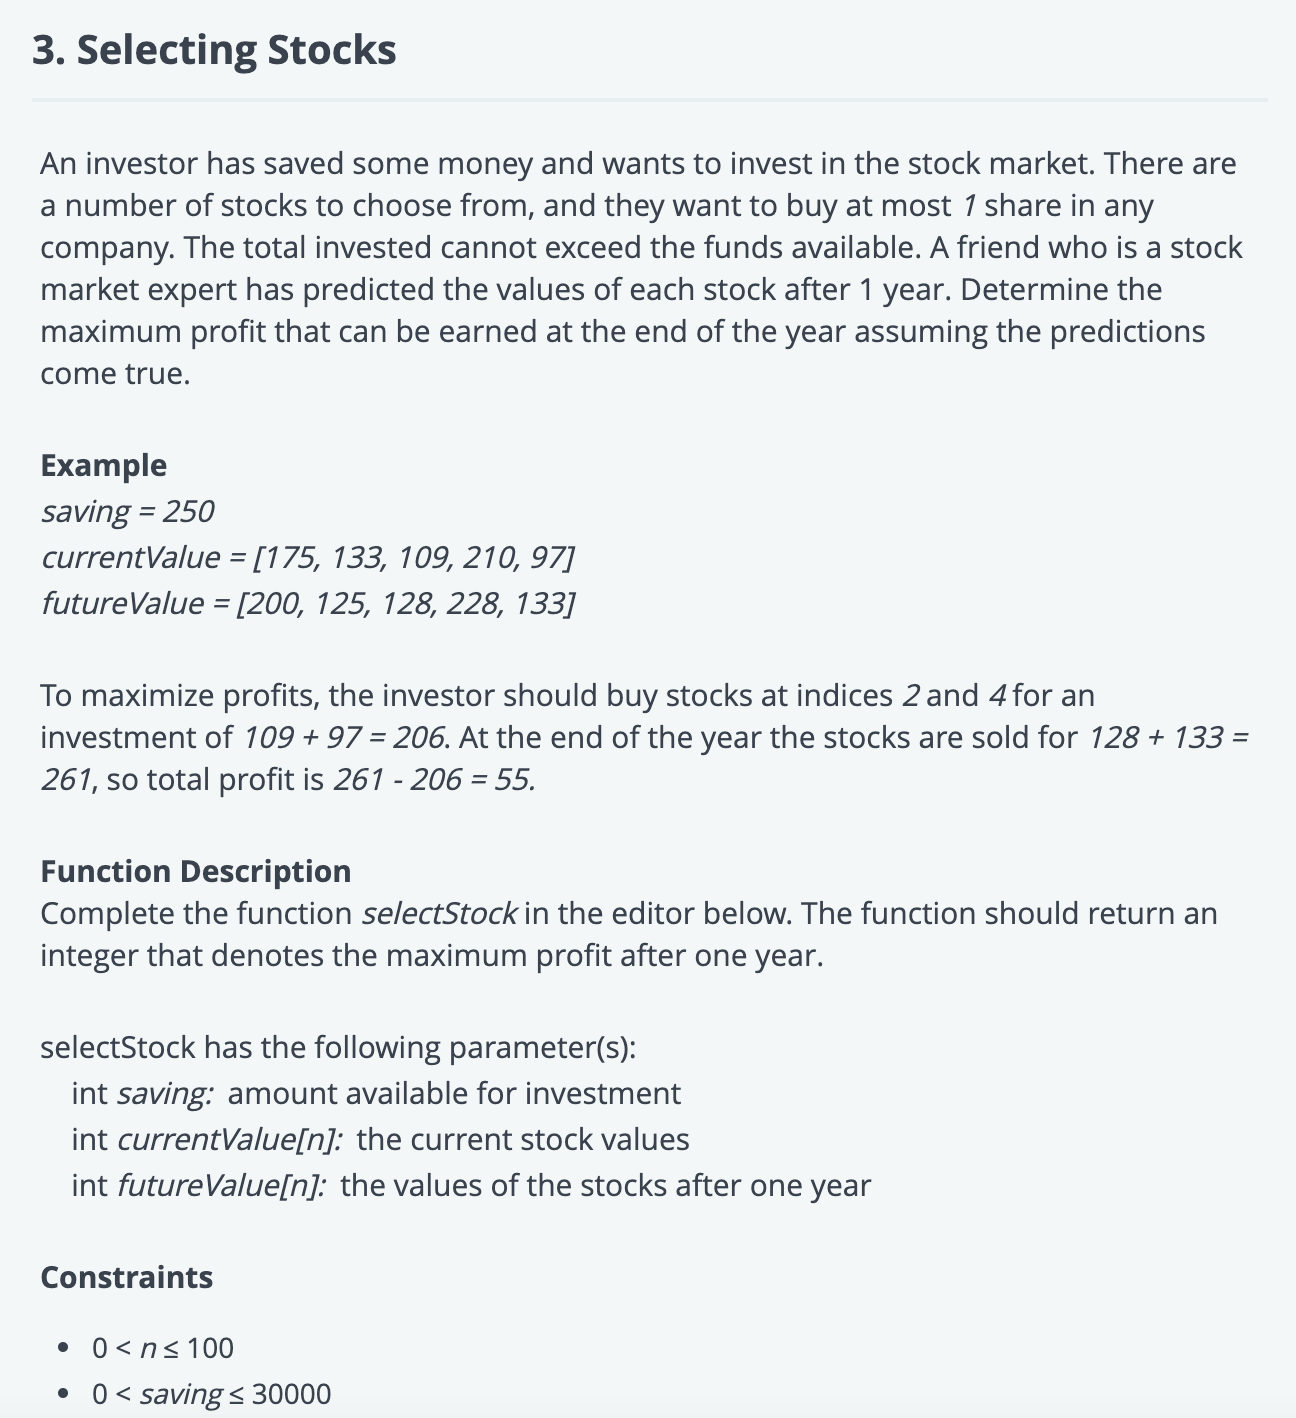 3. Selecting Stocks
An investor has saved some money and wants to invest in the stock market. There are
a number of stocks to choose from, and they want to buy at most 1 share in any
company. The total invested cannot exceed the funds available. A friend who is a stock
market expert has predicted the values of each stock after 1 year. Determine the
maximum profit that can be earned at the end of the year assuming the predictions
come true.
Example
saving = 250
currentValue = [175, 133, 109, 210, 97]
futureValue = [200, 125, 128, 228, 133]
To maximize profits, the investor should buy stocks at indices 2 and 4 for an
investment of 109 + 97 = 206. At the end of the year the stocks are sold for 128 + 133 =
261, so total profit is 261 - 206 = 55.
Function Description
Complete the function selectStock in the editor below. The function should return an
integer that denotes the maximum profit after one year.
selectStock has the following parameter(s):
int saving: amount available for investment
int currentValue[n]: the current stock values
int futureValue[n]: the values of the stocks after one year
Constraints
• 0 < n ≤ 100
• 0 < saving ≤ 30000